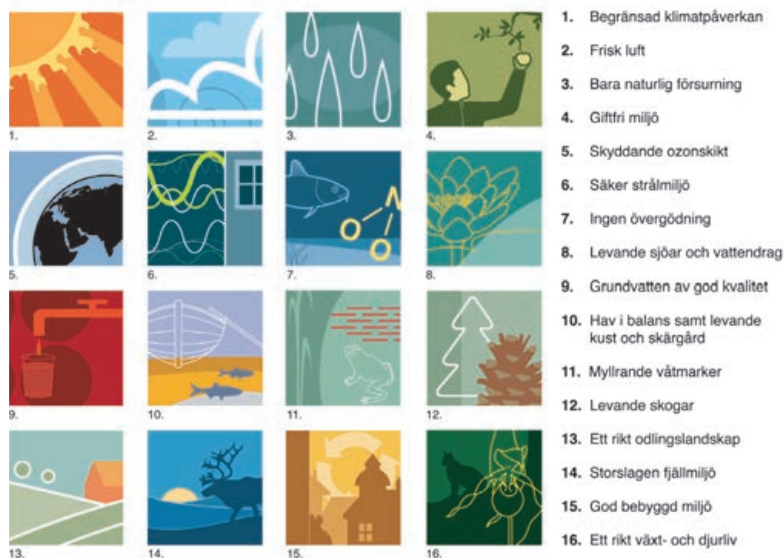 1.
2.
3.
4.
5.
6.
N
O
O
7.
8.
9.
10.
11.
12.
13.
14.
15.
16.
1. Begränsad klimatpåverkan
2. Frisk luft
3. Bara naturlig försurning
4. Giftfri miljö
5. Skyddande ozonskikt
6. Säker strålmiljö
7. Ingen övergödning
8. Levande sjöar och vattendrag
9. Grundvatten av god kvalitet
10. Hav i balans samt levande
kust och skärgård
11. Myllrande våtmarker
12. Levande skogar
13. Ett rikt odlingslandskap
14. Storslagen fjällmiljö
15. God bebyggd miljö
16. Ett rikt växt- och djurliv